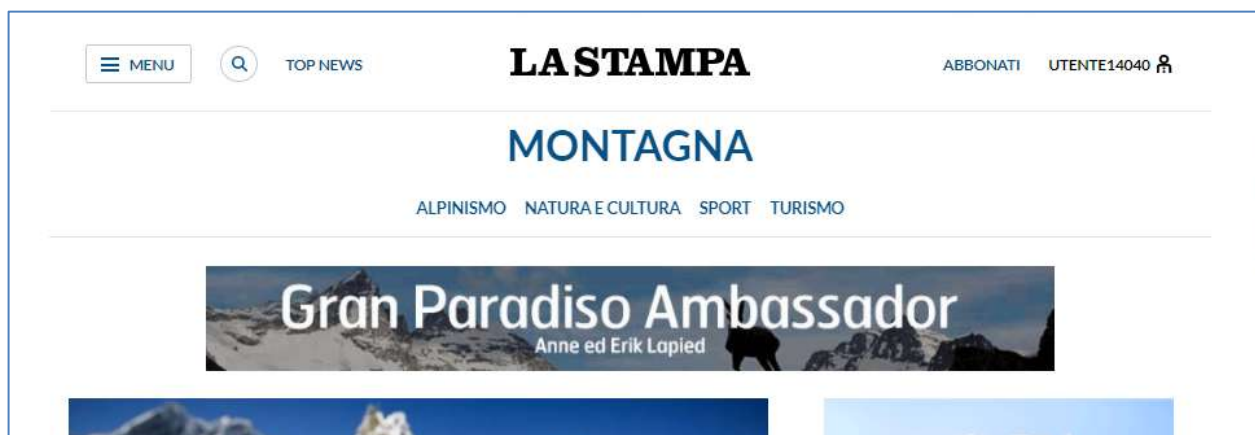 MENU TOP NEWS LA STAMPA ABBONATI UTENTE14040
MONTAGNA
ALPINISMO NATURA E CULTURA SPORT TURISMO
Gran Paradiso Ambassador
Anne ed Erik Lapied